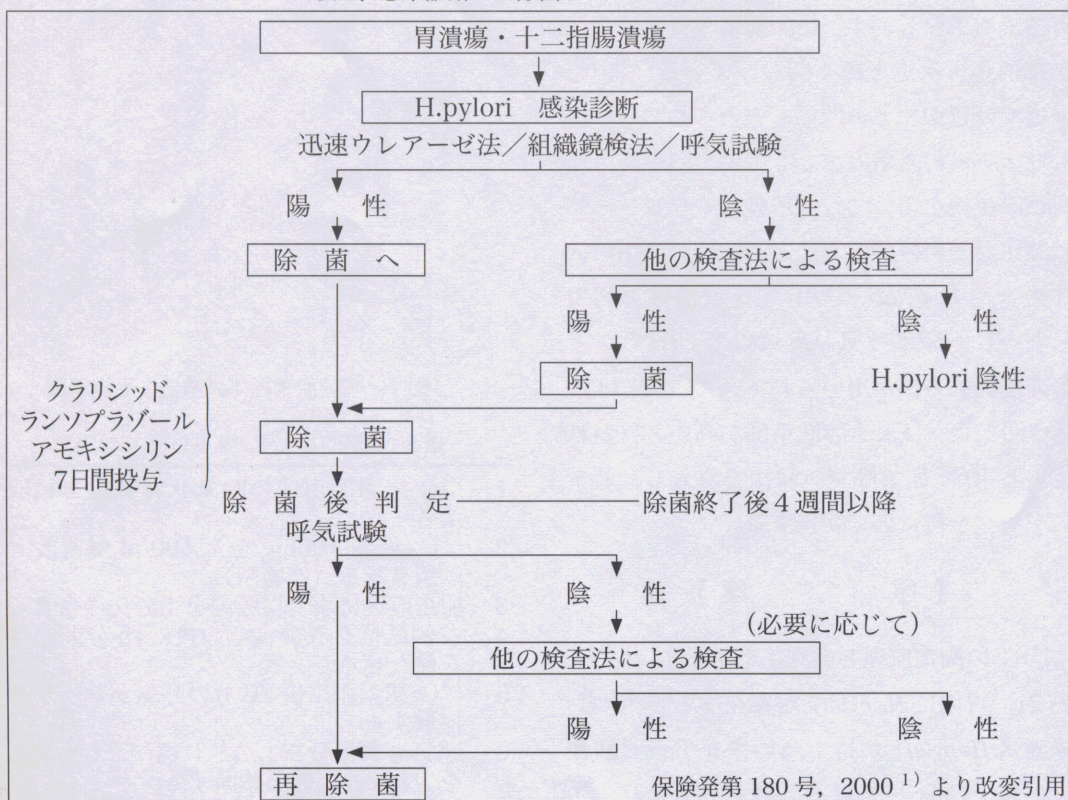 胃潰瘍・十二指腸潰瘍
H.pylori　感染診断
迅速ウレアーゼ法／組織鏡検法／呼気試験
陽　性
陰　性
除　菌　へ
他の検査法による検査
陽　性
陰　性
除　菌
H.pylori 陰性
クラリシッド
ランソプラゾール
アモキシシリン
7日間投与
除　菌
除　菌　後　判　定
除菌終了後４週間以降
呼気試験
陽　性
陰　性
(必要に応じて)
他の検査法による検査
陽　性
陰　性
再　除　菌
保険発第 180 号，2000 1) より改変引用